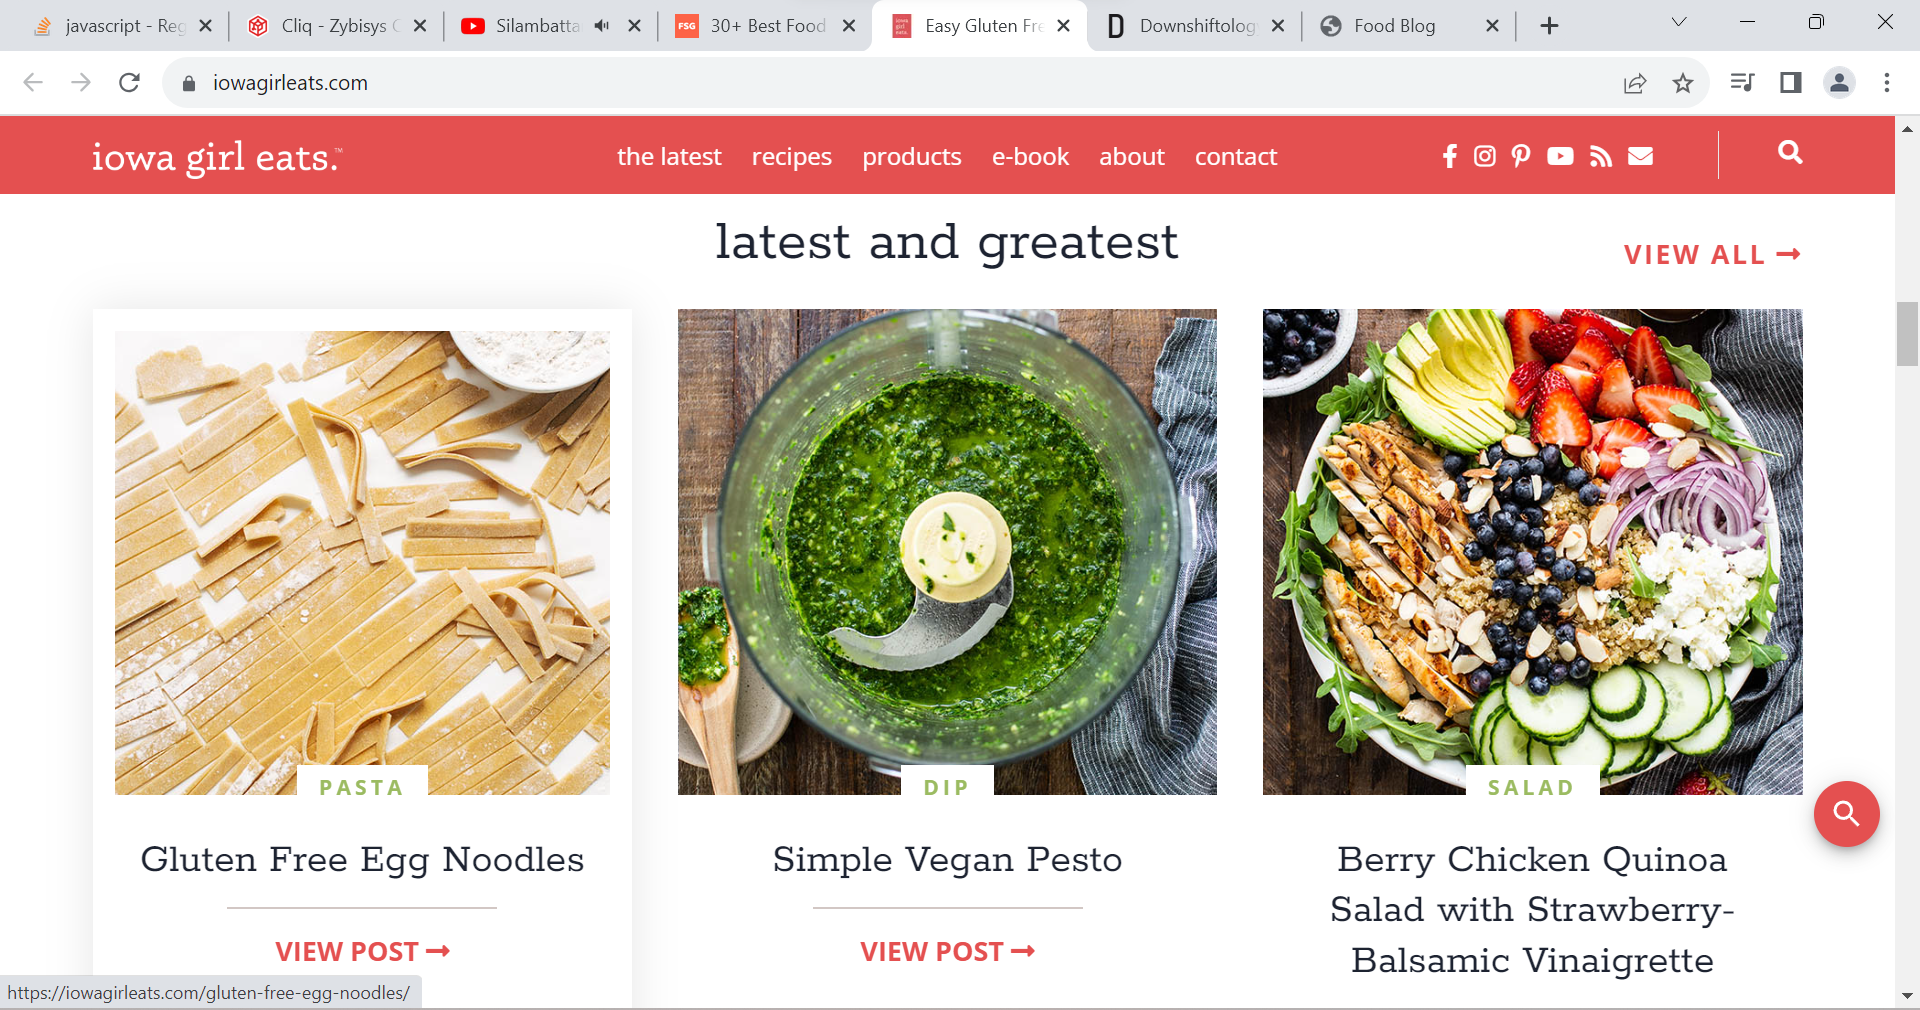 javascript - Reg
Cliq - Zybisys C
Silambatta
FSG 30+ Best Food
Easy Gluten Fre
D Downshiftolog
Food Blog
iowagirleats.com
iowa girl eats.™
the latest recipes products e-book about contact
latest and greatest
VIEW ALL
PASTA
DIP
SALAD
Gluten Free Egg Noodles
Simple Vegan Pesto
Berry Chicken Quinoa
Salad with Strawberry-
Balsamic Vinaigrette
VIEW POST
VIEW POST
https://iowagirleats.com/gluten-free-egg-noodles/